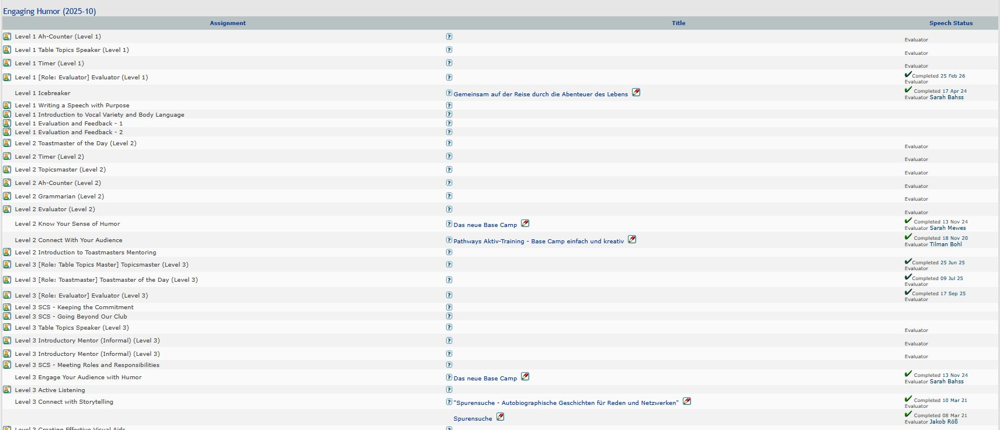 Engaging Humor (2025-10)
Assignment Title Speech Status
Level 1 Ah-Counter (Level 1) ? Evaluator
Level 1 Table Topics Speaker (Level 1) ? Evaluator
Level 1 Timer (Level 1) ? Evaluator
Level 1 [Role: Evaluator] Evaluator (Level 1) ? Completed 25 Feb 26
Evaluator
Level 1 Icebreaker ? Gemeinsam auf der Reise durch die Abenteuer des Lebens Completed 17 Apr 24
Evaluator Sarah Bahss
Level 1 Writing a Speech with Purpose ?
Level 1 Introduction to Vocal Variety and Body Language ?
Level 1 Evaluation and Feedback - 1 ?
Level 1 Evaluation and Feedback - 2 ?
Level 2 Toastmaster of the Day (Level 2) ? Evaluator
Level 2 Timer (Level 2) ? Evaluator
Level 2 Topicsmaster (Level 2) ? Evaluator
Level 2 Ah-Counter (Level 2) ? Evaluator
Level 2 Grammarian (Level 2) ? Evaluator
Level 2 Evaluator (Level 2) ? Evaluator
Level 2 Know Your Sense of Humor ? Das neue Base Camp Completed 13 Nov 24
Evaluator Sarah Mewes
Level 2 Connect With Your Audience ? Pathways Aktiv-Training - Base Camp einfach und kreativ Completed 18 Nov 20
Evaluator Tilman Bohl
Level 2 Introduction to Toastmasters Mentoring ?
Level 3 [Role: Table Topics Master] Topicsmaster (Level 3) ? Completed 25 Jun 25
Evaluator
Level 3 [Role: Toastmaster] Toastmaster of the Day (Level 3) ? Completed 09 Jul 25
Evaluator
Level 3 [Role: Evaluator] Evaluator (Level 3) ? Completed 17 Sep 25
Evaluator
Level 3 SCS - Keeping the Commitment ?
Level 3 SCS - Going Beyond Our Club ?
Level 3 Table Topics Speaker (Level 3) ? Evaluator
Level 3 Introductory Mentor (Informal) (Level 3) ? Evaluator
Level 3 Introductory Mentor (Informal) (Level 3) ? Evaluator
Level 3 SCS - Meeting Roles and Responsibilities ?
Level 3 Engage Your Audience with Humor ? Das neue Base Camp Completed 13 Nov 24
Evaluator Sarah Bahss
Level 3 Active Listening ?
Level 3 Connect with Storytelling ? "Spurensuche - Autobiographische Geschichten für Reden und Netzwerken" Completed 10 Mar 21
Evaluator
Spurensuche Completed 08 Mar 21
Evaluator Jakob Röß
Level 3 Creating Effective Visual Aids ?